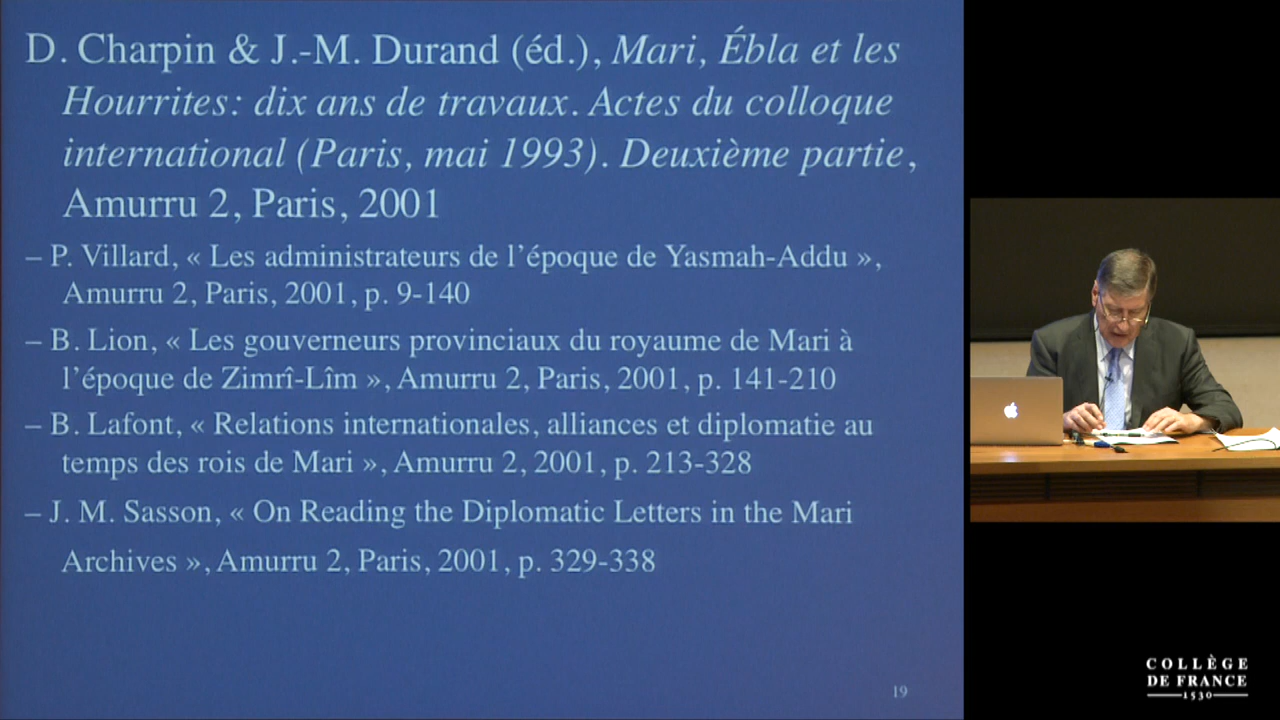 D. Charpin & J.-M. Durand (éd.), Mari, Ébla et les
Hourrites: dix ans de travaux. Actes du colloque
international (Paris, mai 1993). Deuxième partie,
Amurru 2, Paris, 2001
– P. Villard, « Les administrateurs de l’époque de Yasmah-Addu »,
Amurru 2, Paris, 2001, p. 9-140
– B. Lion, « Les gouverneurs provinciaux du royaume de Mari à
l’époque de Zimrî-Lîm », Amurru 2, Paris, 2001, p. 141-210
– B. Lafont, « Relations internationales, alliances et diplomatie au
temps des rois de Mari », Amurru 2, 2001, p. 213-328
– J. M. Sasson, « On Reading the Diplomatic Letters in the Mari
Archives », Amurru 2, Paris, 2001, p. 329-338
19
COLLÈGE
DE FRANCE
1530